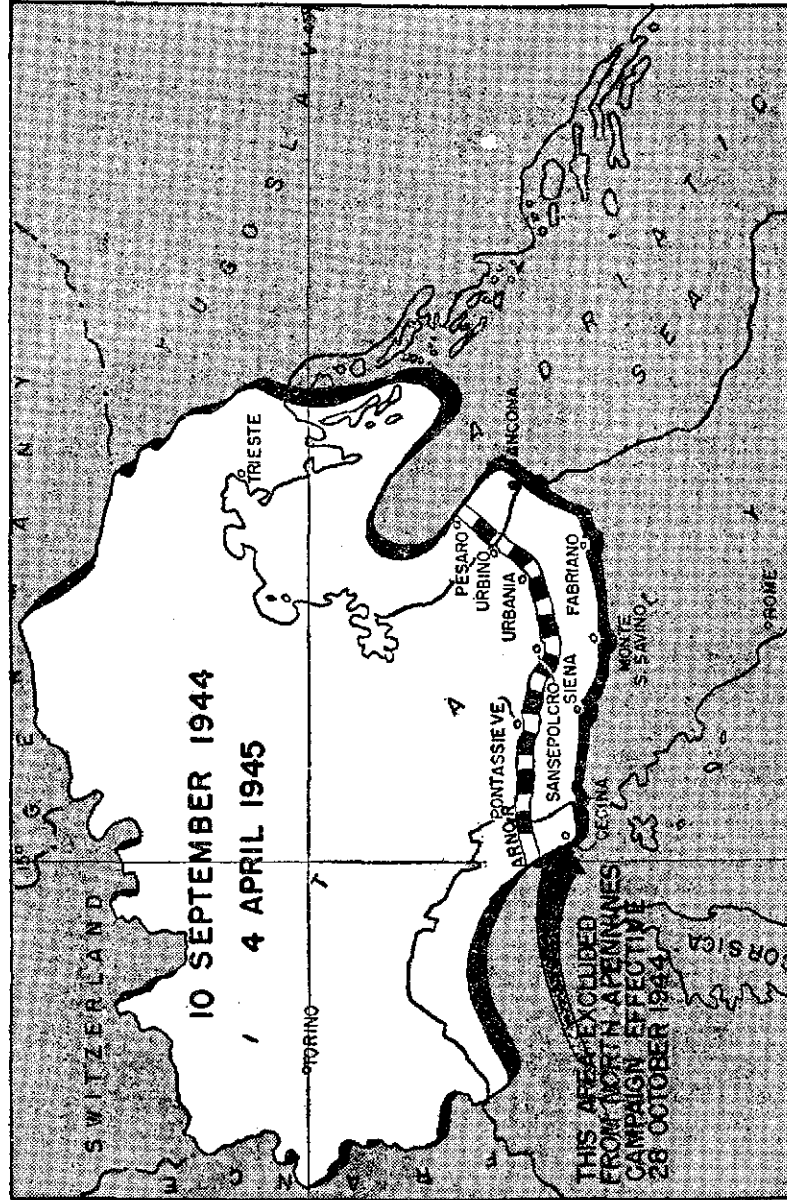 10 SEPTEMBER 1944
4 APRIL 1945
SWITZERLAND
GERMANY
YUGOSLAVIA
FRANCE
ITALY
ADRIATIC
SEA
CORSICA
15°
45°
TORINO
TRIESTE
ARNO R
PONTASSIEVE
SANSEPOLCRO
SIENA
CECINA
URBANIA
URBINO
PESARO
ANCONA
FABRIANO
MONTE
S. SAVINO
ROME
THIS AREA EXCLUDED
FROM NORTH APENNINES
CAMPAIGN EFFECTIVE
28 OCTOBER 1944